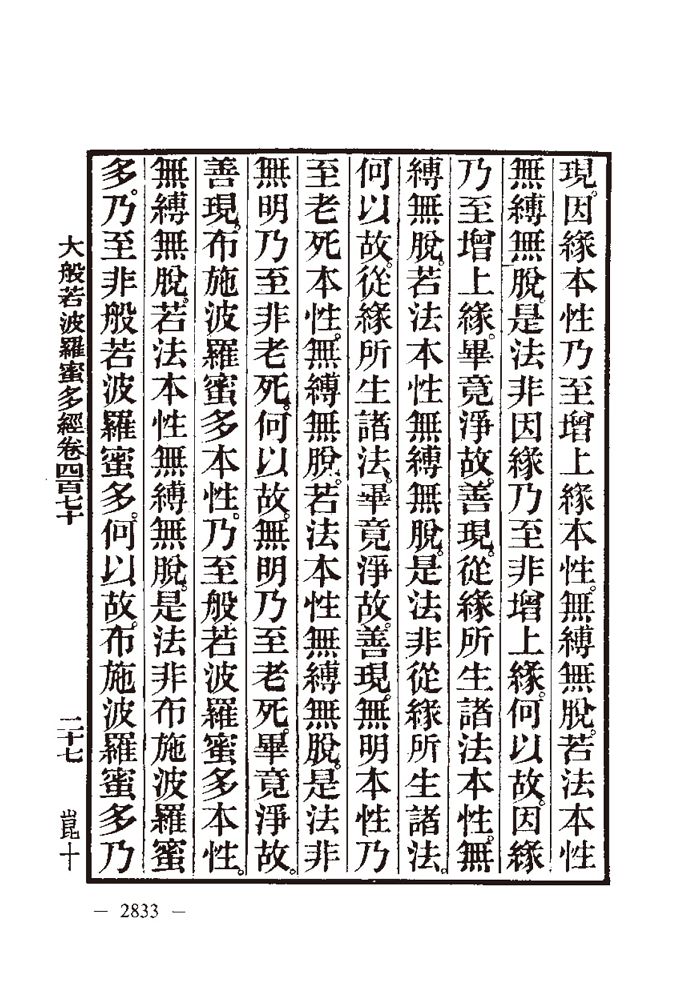 現。因緣本性乃至增上緣本性。無縛無脫。若法本性
無縛無脫。是法非因緣乃至非增上緣。何以故。因緣
乃至增上緣。畢竟淨故。善現。從緣所生諸法本性。無
縛無脫。若法本性無縛無脫。是法非從緣所生諸法。
何以故。從緣所生諸法。畢竟淨故。善現。無明本性乃
至老死本性。無縛無脫。若法本性無縛無脫。是法非
無明乃至非老死。何以故。無明乃至老死。畢竟淨故。
善現。布施波羅蜜多本性。乃至般若波羅蜜多本性。
無縛無脫。若法本性無縛無脫。是法非布施波羅蜜
多。乃至非般若波羅蜜多。何以故。布施波羅蜜多乃
大般若波羅蜜多經卷四百七十 二十七 崑十
— 2833 —